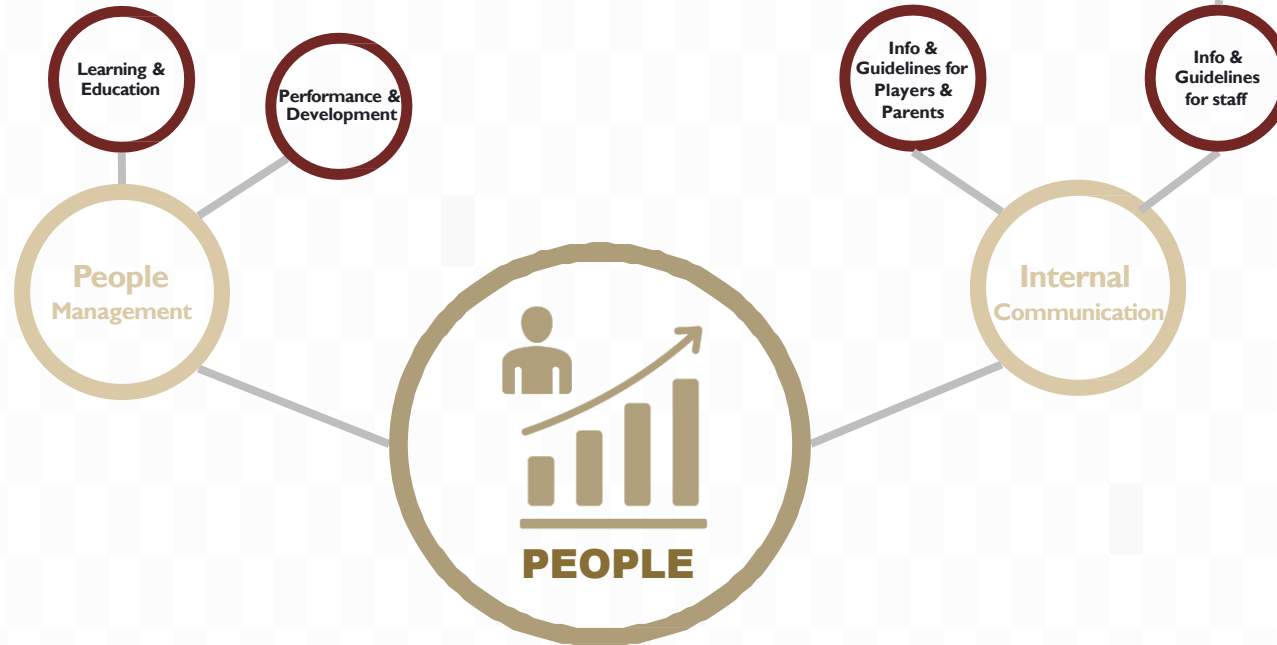 Learning &
Education
Performance &
Development
Info &
Guidelines for
Players &
Parents
Info &
Guidelines
for staff
People
Management
Internal
Communication
PEOPLE